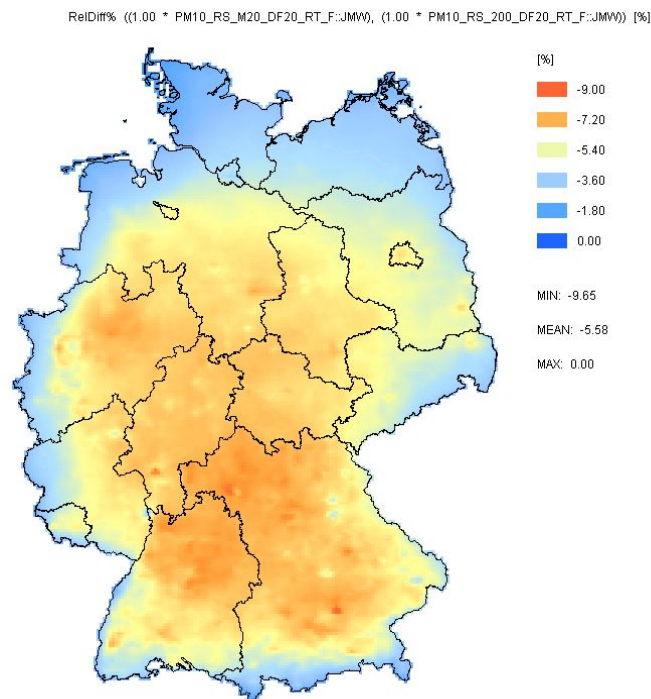 RelDiff% ((1.00 * PM10_RS_M20_DF20_RT_F::JMW), (1.00 * PM10_RS_200_DF20_RT_F::JMW)) [%]
[%]
-9.00
-7.20
-5.40
-3.60
-1.80
0.00
MIN: -9.65
MEAN: -5.58
MAX: 0.00